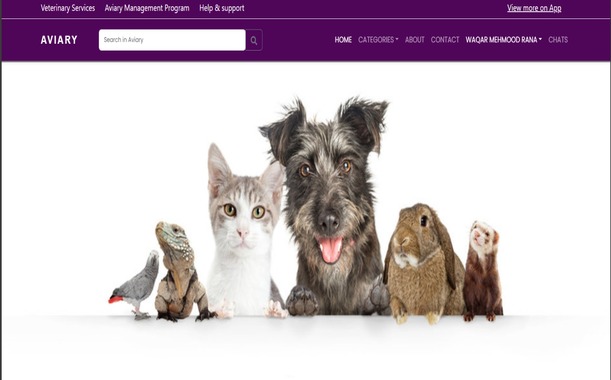 Veterinary Services Aviary Management Program Help & support View more on App
AVIARY Search in Aviary HOME CATEGORIES ABOUT CONTACT WAQAR MEHMOOD RANA CHATS